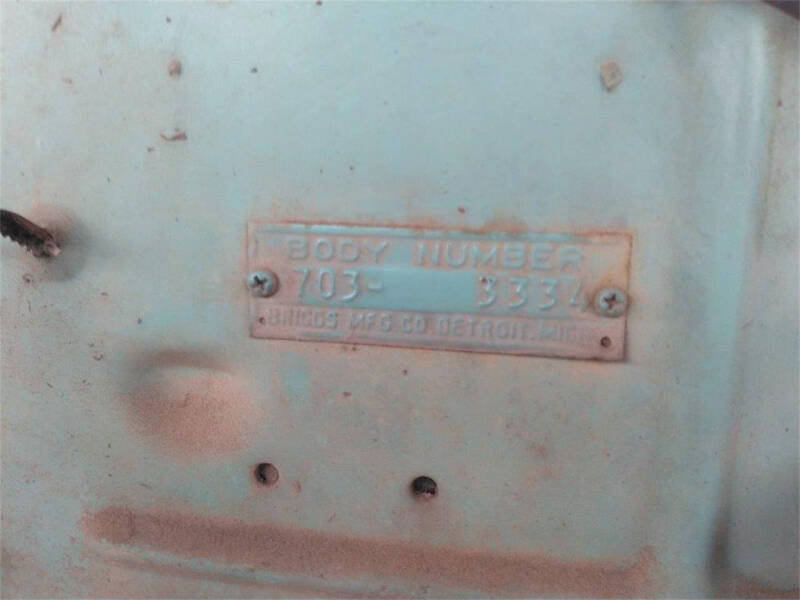 BODY NUMBER
703- 3334
BRIGGS MFG CO DETROIT, MICH